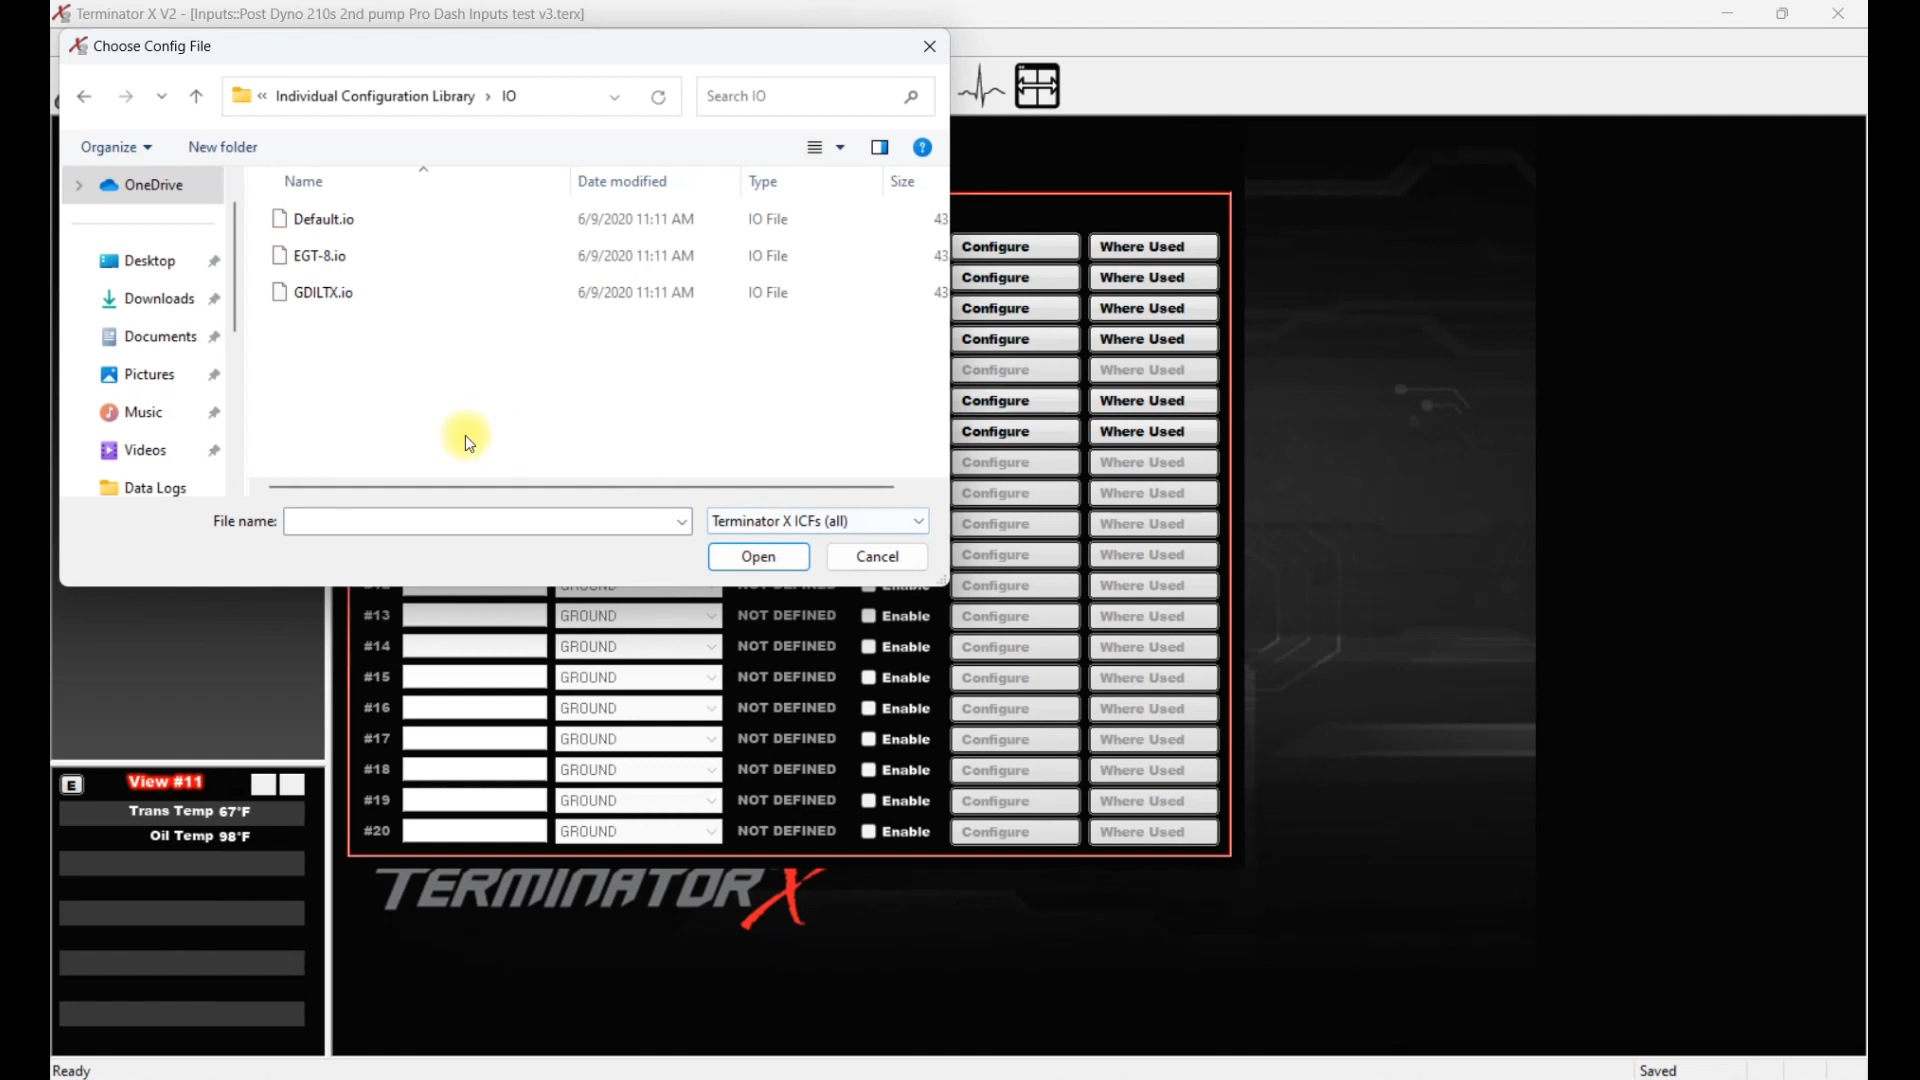 Terminator X V2 - [Inputs::Post Dyno 210s 2nd pump Pro Dash Inputs test v3.terx]
Choose Config File
« Individual Configuration Library › IO
Search IO
Organize
New folder
Name Date modified Type Size
OneDrive
Default.io 6/9/2020 11:11 AM IO File 43
EGT-8.io 6/9/2020 11:11 AM IO File 43
GDILTX.io 6/9/2020 11:11 AM IO File 43
Desktop
Downloads
Documents
Pictures
Music
Videos
Data Logs
File name:
Terminator X ICFs (all)
Open
Cancel
Configure Where Used
Configure Where Used
Configure Where Used
Configure Where Used
Configure Where Used
Configure Where Used
Configure Where Used
Configure Where Used
Configure Where Used
Configure Where Used
Configure Where Used
Configure Where Used
#13 GROUND NOT DEFINED Enable Configure Where Used
#14 GROUND NOT DEFINED Enable Configure Where Used
#15 GROUND NOT DEFINED Enable Configure Where Used
#16 GROUND NOT DEFINED Enable Configure Where Used
#17 GROUND NOT DEFINED Enable Configure Where Used
#18 GROUND NOT DEFINED Enable Configure Where Used
#19 GROUND NOT DEFINED Enable Configure Where Used
#20 GROUND NOT DEFINED Enable Configure Where Used
E View #11
Trans Temp 67°F
Oil Temp 98°F
TERMINATOR X
Ready
Saved